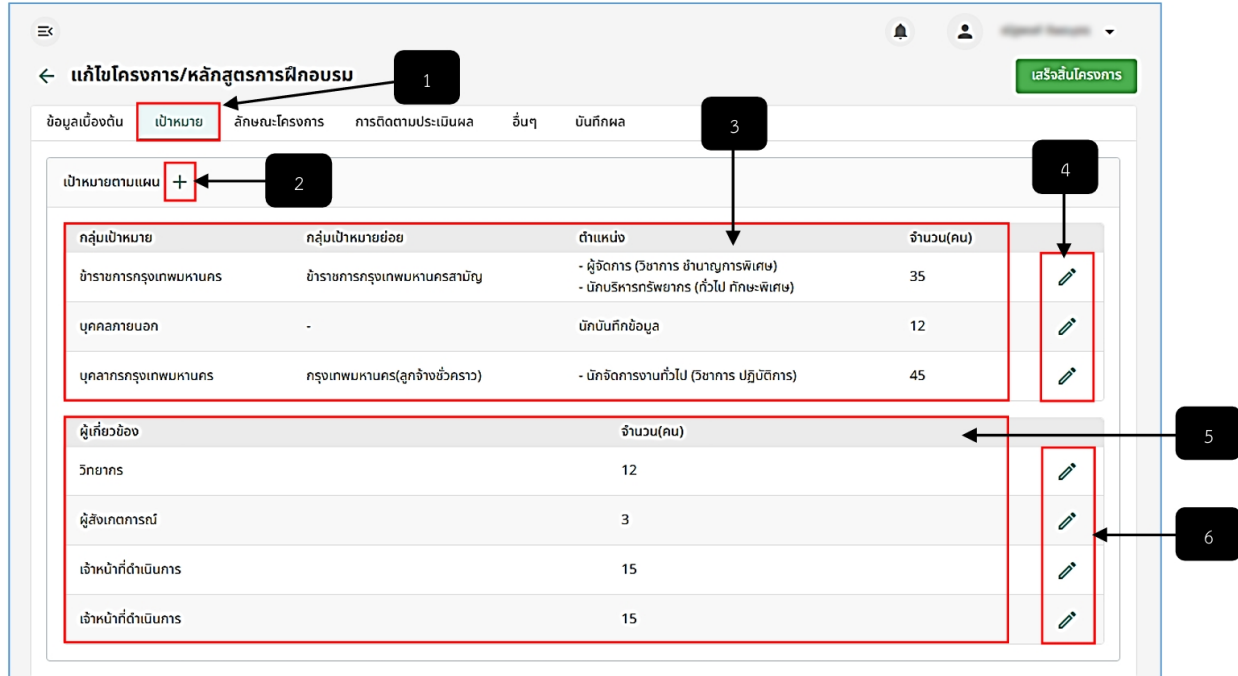 แก้ไขโครงการ/หลักสูตรการฝึกอบรม
1
เสร็จสิ้นโครงการ
ข้อมูลเบื้องต้น เป้าหมาย ลักษณะโครงการ การติดตามประเมินผล อื่นๆ บันทึกผล
3
เป้าหมายตามแผน +
2
4
กลุ่มเป้าหมาย กลุ่มเป้าหมายย่อย ตำแหน่ง จำนวน(คน)
ข้าราชการกรุงเทพมหานคร ข้าราชการกรุงเทพมหานครสามัญ - ผู้จัดการ (วิชาการ ชำนาญการพิเศษ) 35
- นักบริหารทรัพยากร (ทั่วไป ทักษะพิเศษ)
บุคคลภายนอก - นักบันทึกข้อมูล 12
บุคลากรกรุงเทพมหานคร กรุงเทพมหานคร(ลูกจ้างชั่วคราว) - นักจัดการงานทั่วไป (วิชาการ ปฏิบัติการ) 45
ผู้เกี่ยวข้อง จำนวน(คน)
5
วิทยากร 12
ผู้สังเกตการณ์ 3
6
เจ้าหน้าที่ดำเนินการ 15
เจ้าหน้าที่ดำเนินการ 15